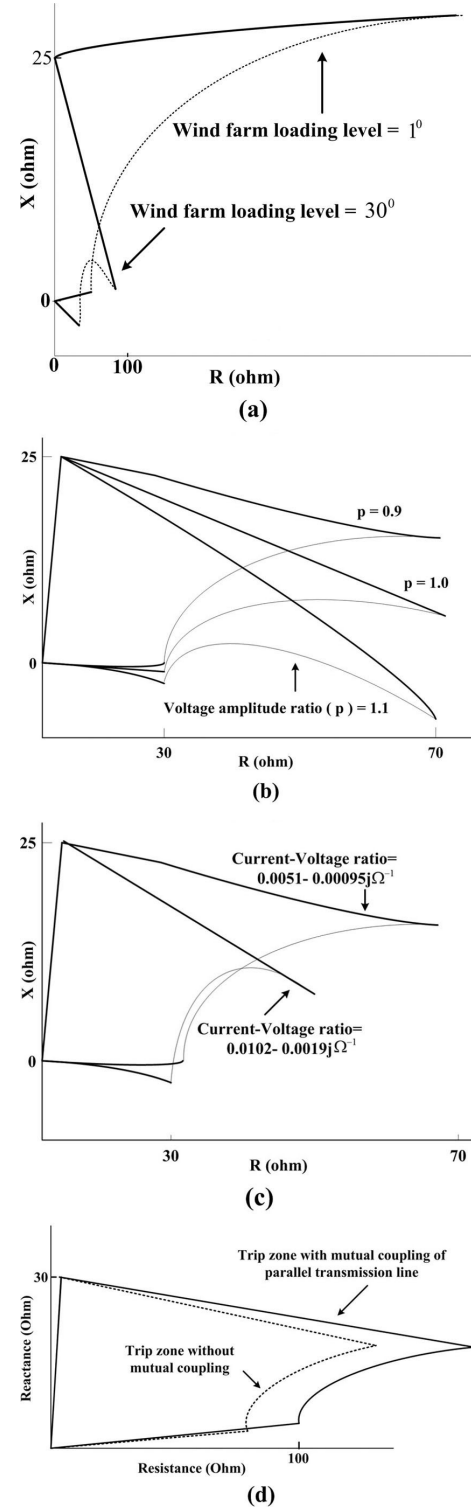 25
X (ohm)
Wind farm loading level = 1⁰
Wind farm loading level = 30⁰
0
0
100
R (ohm)
(a)
25
X (ohm)
p = 0.9
p = 1.0
0
Voltage amplitude ratio ( p ) = 1.1
30
70
R (ohm)
(b)
25
X (ohm)
Current-Voltage ratio=
0.0051- 0.00095jΩ⁻¹
Current-Voltage ratio=
0.0102- 0.0019jΩ⁻¹
0
30
70
R (ohm)
(c)
Trip zone with mutual coupling of
parallel transmission line
30
Reactance (Ohm)
Trip zone without
mutual coupling
100
Resistance (Ohm)
(d)